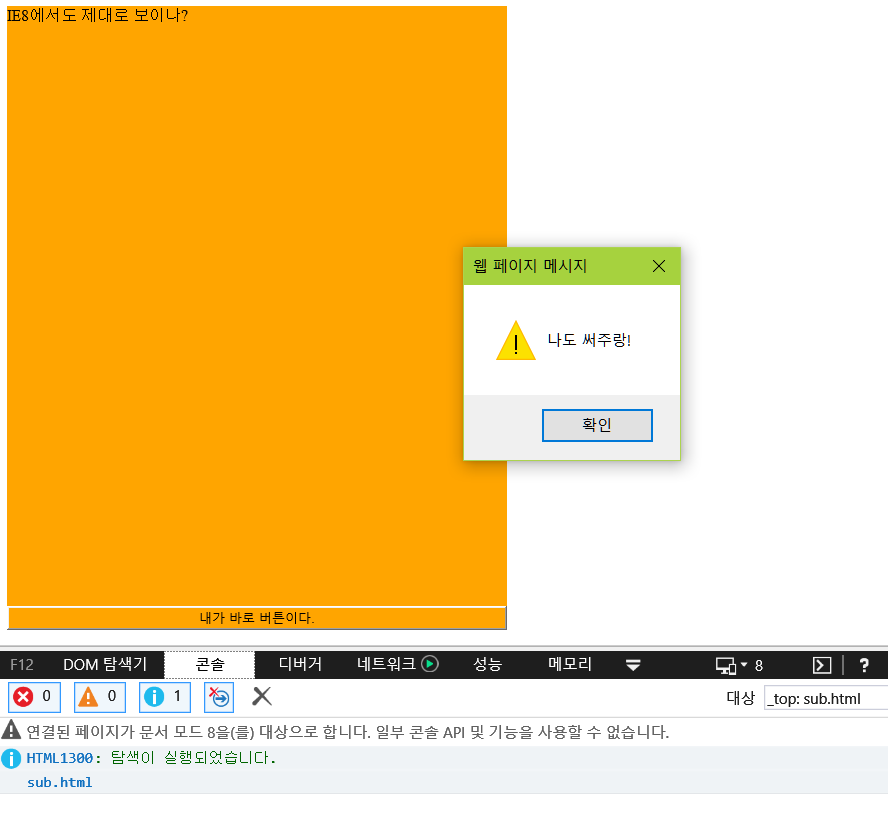 IE8에서도 제대로 보이나?
웹 페이지 메시지
나도 써주랑!
확인
내가 바로 버튼이다.
F12 DOM 탐색기 콘솔 디버거 네트워크 성능 메모리 8 ?
0 0 1 대상 _top: sub.html
연결된 페이지가 문서 모드 8을(를) 대상으로 합니다. 일부 콘솔 API 및 기능을 사용할 수 없습니다.
HTML1300: 탐색이 실행되었습니다.
sub.html